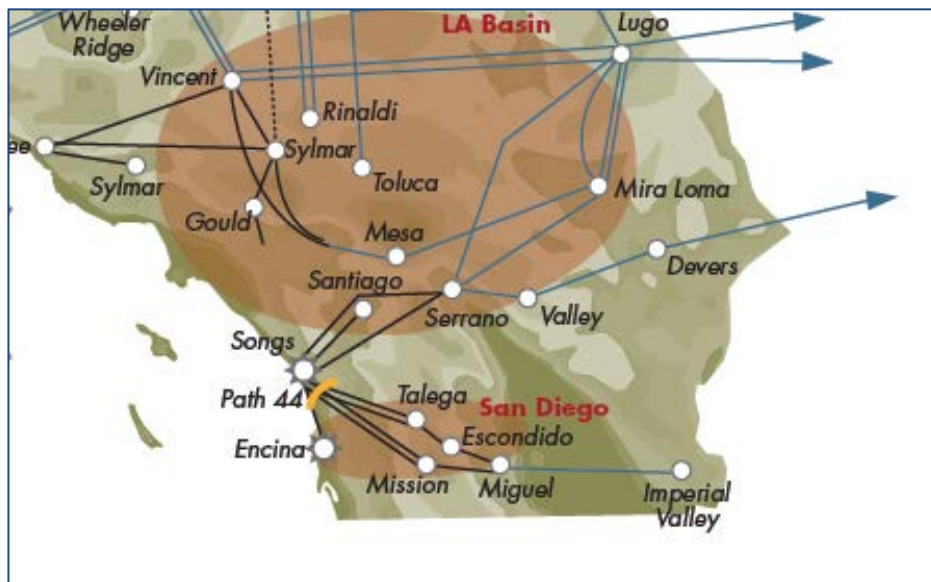 Wheeler
Ridge
LA Basin
Lugo
Vincent
Rinaldi
Sylmar
ee
Sylmar
Toluca
Mira Loma
Gould
Mesa
Devers
Santiago
Serrano
Valley
Songs
Path 44
Talega
San Diego
Escondido
Encina
Mission
Miguel
Imperial
Valley